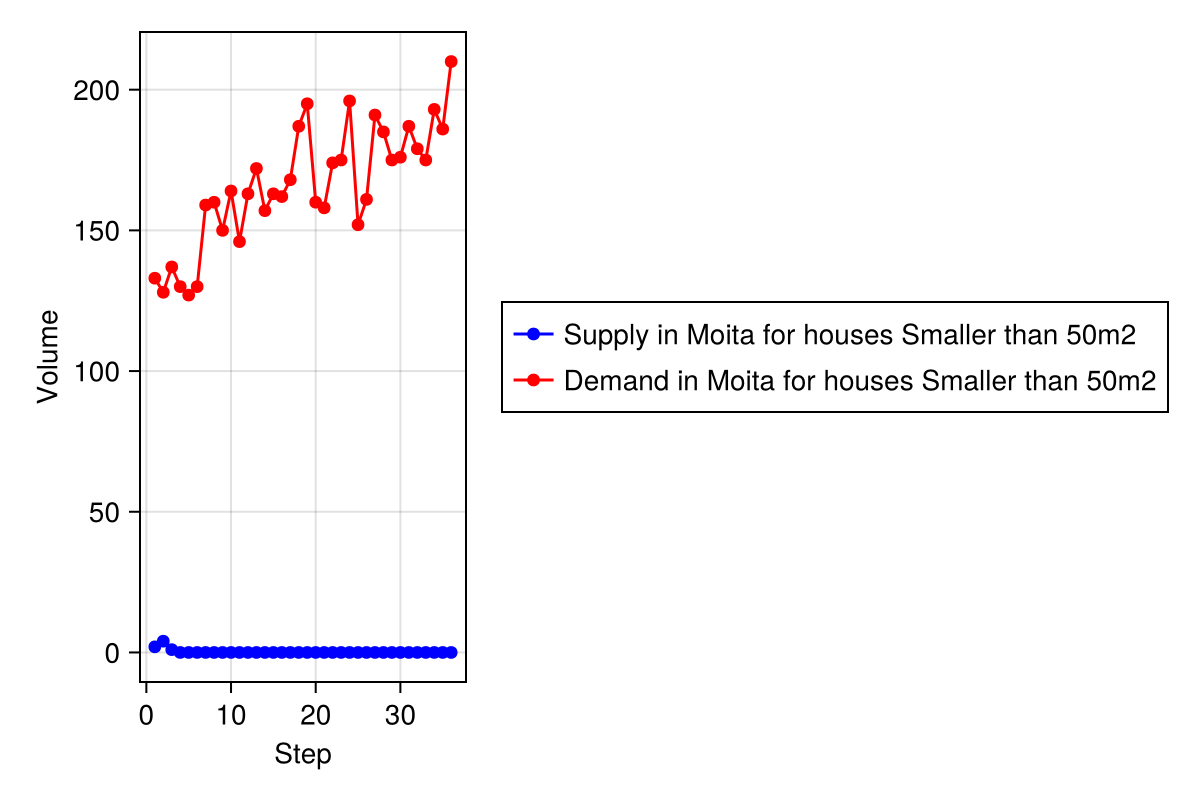 200
150
100
50
0
Volume
0 10 20 30
Step
Supply in Moita for houses Smaller than 50m2
Demand in Moita for houses Smaller than 50m2